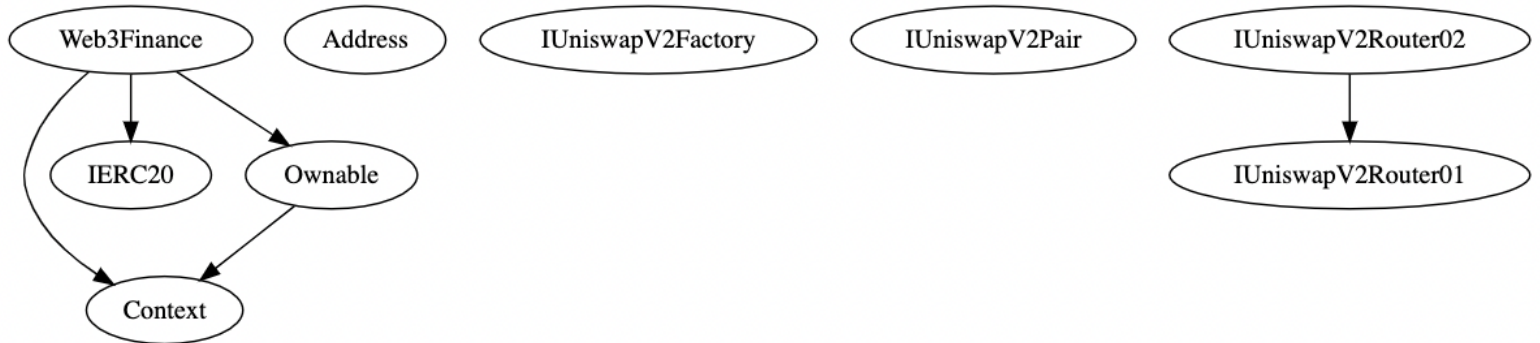 Web3Finance
Address
IUniswapV2Factory
IUniswapV2Pair
IUniswapV2Router02
IERC20
Ownable
IUniswapV2Router01
Context